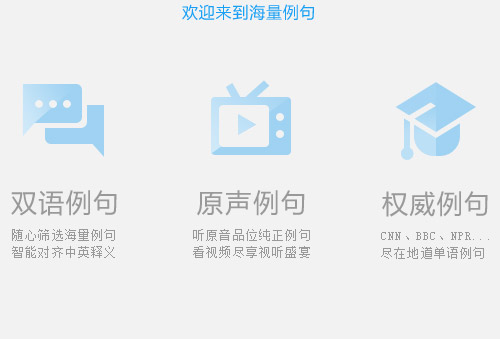 欢迎来到海量例句
双语例句
随心筛选海量例句
智能对齐中英释义
原声例句
听原音品位纯正例句
看视频尽享视听盛宴
权威例句
CNN、BBC、NPR...
尽在地道单语例句